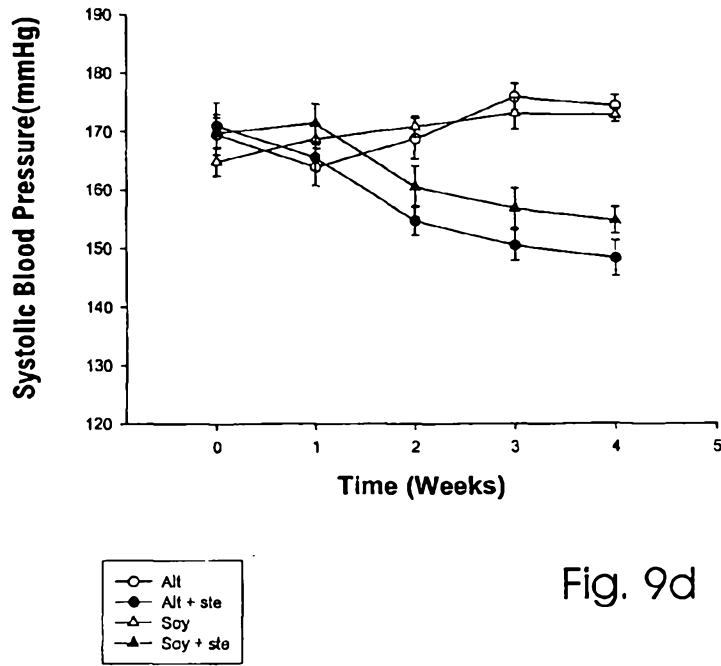 Systolic Blood Pressure(mmHg)
190
180
170
160
150
140
130
120
0 1 2 3 4 5
Time (Weeks)
Alt
Alt + ste
Soy
Soy + ste
Fig. 9d